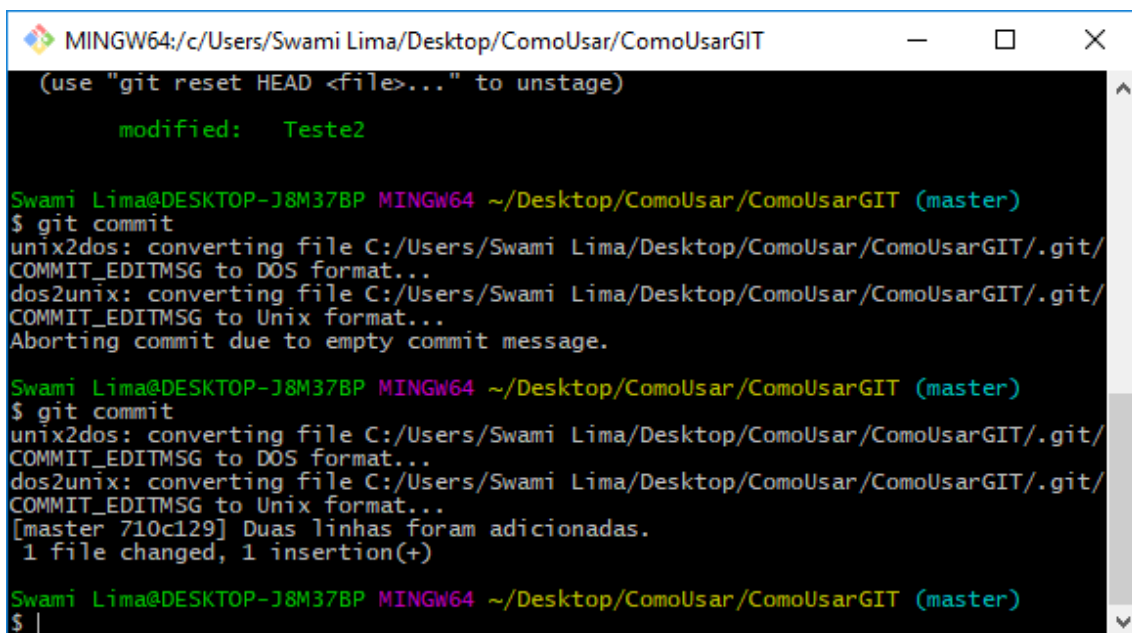 MINGW64:/c/Users/Swami Lima/Desktop/ComoUsar/ComoUsarGIT
(use "git reset HEAD <file>..." to unstage)
modified:   Teste2
Swami Lima@DESKTOP-J8M37BP MINGW64 ~/Desktop/ComoUsar/ComoUsarGIT (master)
$ git commit
unix2dos: converting file C:/Users/Swami Lima/Desktop/ComoUsar/ComoUsarGIT/.git/
COMMIT_EDITMSG to DOS format...
dos2unix: converting file C:/Users/Swami Lima/Desktop/ComoUsar/ComoUsarGIT/.git/
COMMIT_EDITMSG to Unix format...
Aborting commit due to empty commit message.
Swami Lima@DESKTOP-J8M37BP MINGW64 ~/Desktop/ComoUsar/ComoUsarGIT (master)
$ git commit
unix2dos: converting file C:/Users/Swami Lima/Desktop/ComoUsar/ComoUsarGIT/.git/
COMMIT_EDITMSG to DOS format...
dos2unix: converting file C:/Users/Swami Lima/Desktop/ComoUsar/ComoUsarGIT/.git/
COMMIT_EDITMSG to Unix format...
[master 710c129] Duas linhas foram adicionadas.
1 file changed, 1 insertion(+)
Swami Lima@DESKTOP-J8M37BP MINGW64 ~/Desktop/ComoUsar/ComoUsarGIT (master)
$